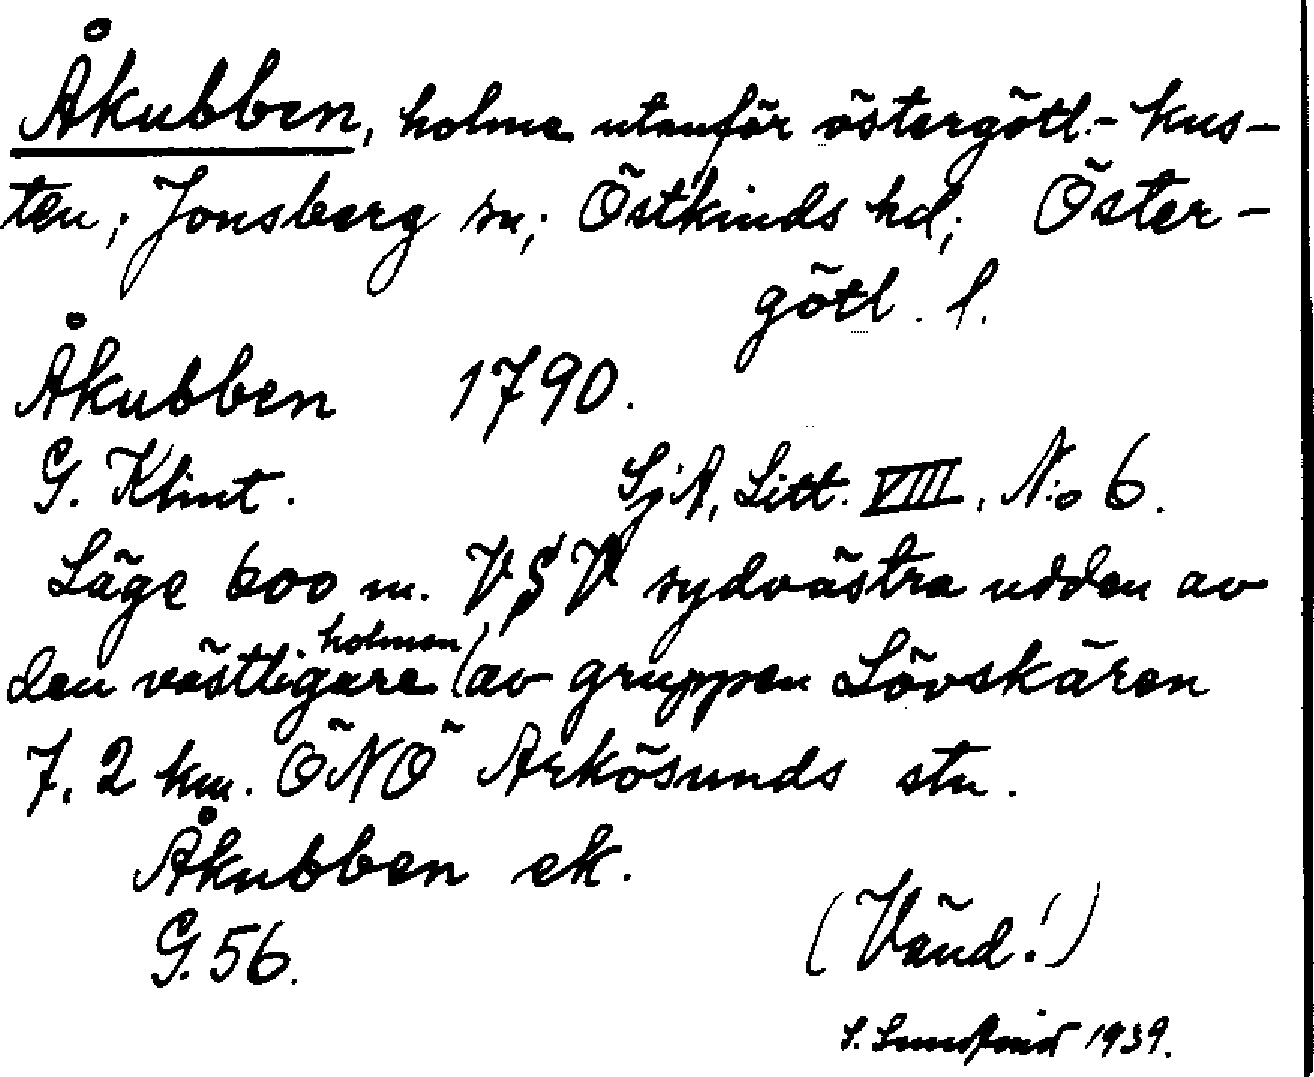 Åkubben, holme utanför östergötl.- kus-
ten; Jonsberg sn; Östkinds hd; Öster-
götl. l.
Åkubben 1790.
G. Klint. SjA, Litt. VIII, N:o 6.
Läge 600 m. VSV sydvästra udden av
den västligare holmen av gruppen Lövskären
7,2 km. ÖNÖ Arkösunds stn.
Åkubben ek.
G. 56.
(Vänd!)
1939.